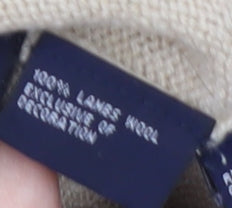 100% LAMBS WOOL
EXCLUSIVE OF
DECORATION